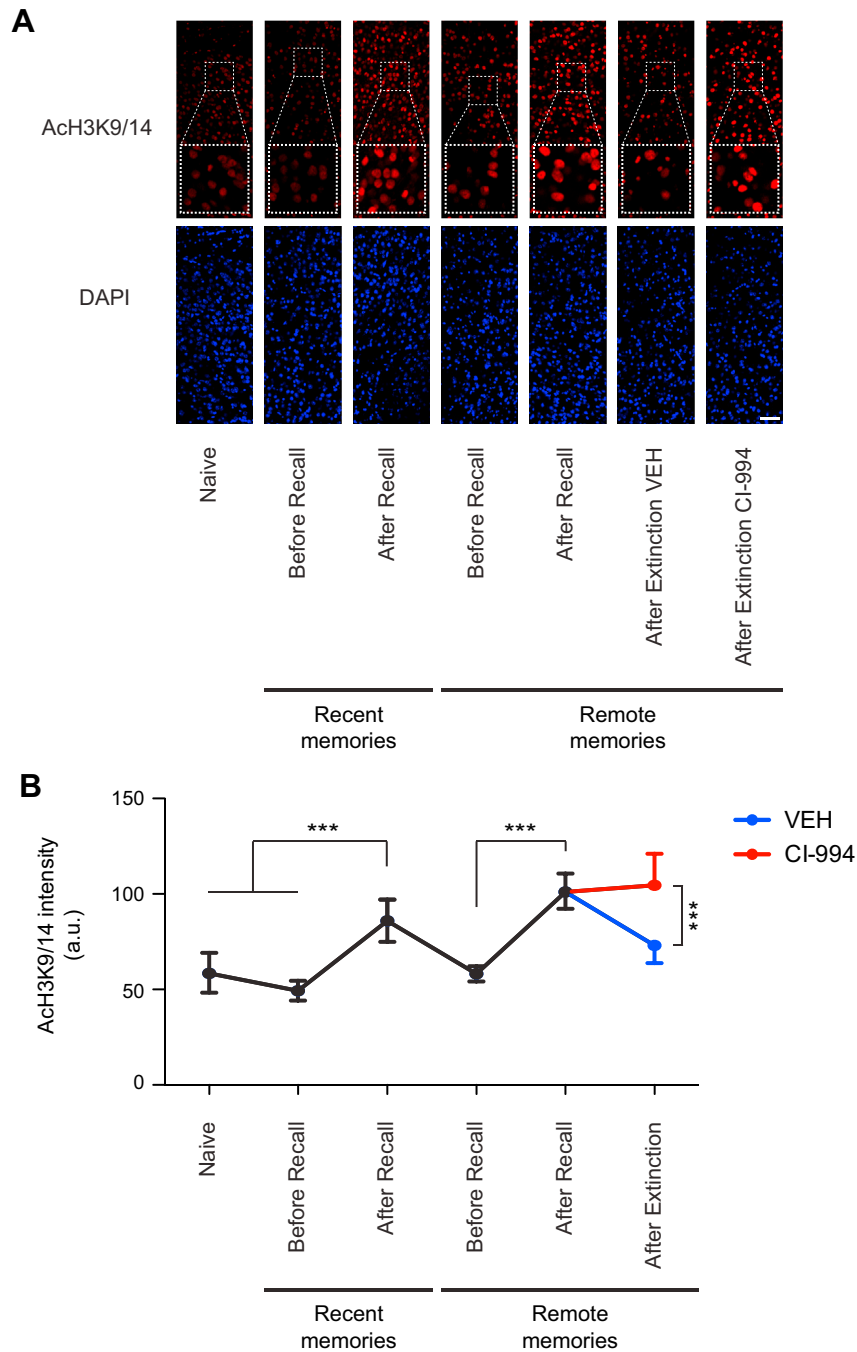 A
AcH3K9/14
DAPI
Naive
Before Recall
After Recall
Before Recall
After Recall
After Extinction VEH
After Extinction CI-994
Recent
memories
Remote
memories
B
AcH3K9/14 intensity
(a.u.)
150
100
50
0
***
***
***
VEH
CI-994
Naive
Before Recall
After Recall
Before Recall
After Recall
After Extinction
Recent
memories
Remote
memories